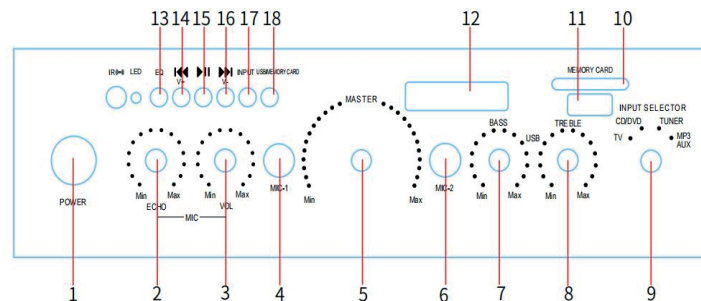 13 14 15 16 17 18 12 11 10
IR LED EQ INPUT USB/MEMORY CARD
V+ V-
MEMORY CARD
INPUT SELECTOR
CD/DVD TUNER
TV MP3
AUX
MASTER
BASS USB TREBLE
POWER
MIC-1 MIC-2
Min Max Min Max Min Max Min Max Min Max
ECHO VOL
MIC
1 2 3 4 5 6 7 8 9